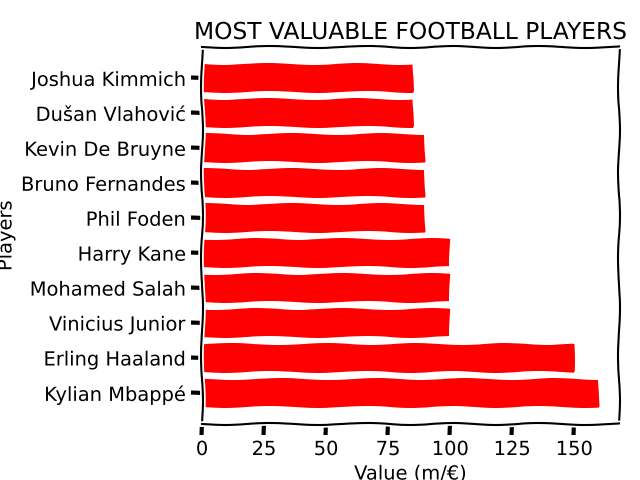 MOST VALUABLE FOOTBALL PLAYERS
Joshua Kimmich
Dušan Vlahović
Kevin De Bruyne
Bruno Fernandes
Phil Foden
Harry Kane
Mohamed Salah
Vinicius Junior
Erling Haaland
Kylian Mbappé
Players
0 25 50 75 100 125 150
Value (m/€)